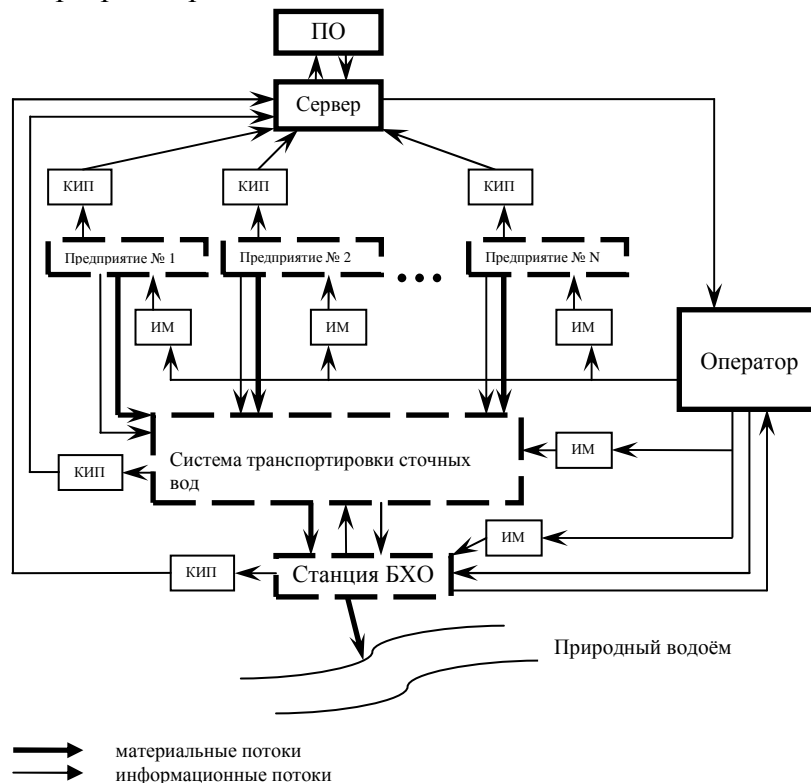 ПО
Сервер
КИП
КИП
КИП
Предприятие № 1
Предприятие № 2
Предприятие № N
ИМ
ИМ
ИМ
Оператор
Система транспортировки сточных
вод
КИП
ИМ
ИМ
КИП
Станция БХО
Природный водоём
материальные потоки
информационные потоки